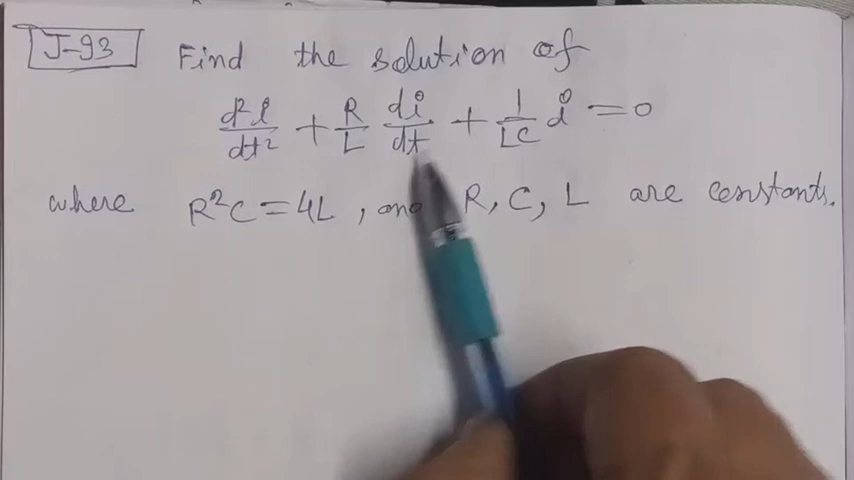 J-93 Find the solution of
d²i/dt² + R/L di/dt + 1/LC i = 0
where R²C = 4L, and R, C, L are constants.